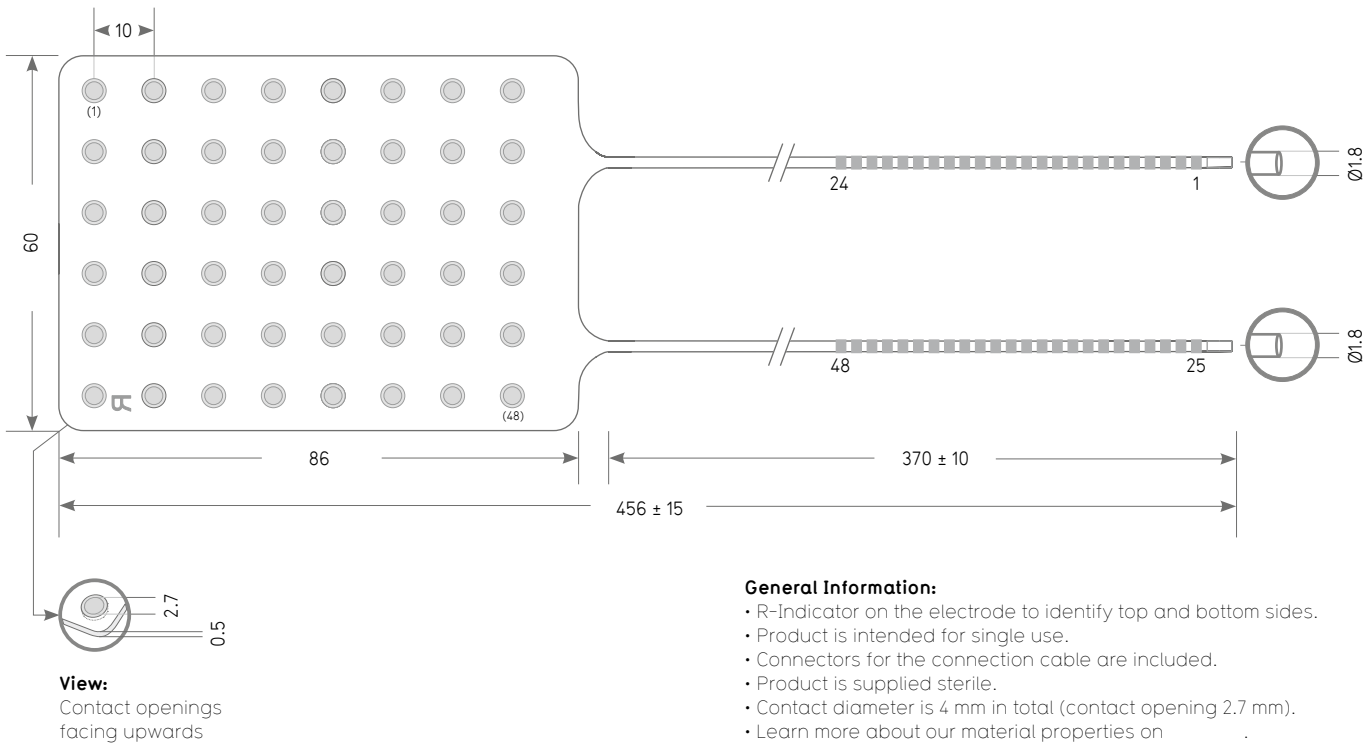 10
(1)
60
24
1
Ø1.8
48
25
Ø1.8
R
(48)
86
370 ± 10
456 ± 15
2.7
0.5
View:
Contact openings
facing upwards
General Information:
• R-Indicator on the electrode to identify top and bottom sides.
• Product is intended for single use.
• Connectors for the connection cable are included.
• Product is supplied sterile.
• Contact diameter is 4 mm in total (contact opening 2.7 mm).
• Learn more about our material properties on .